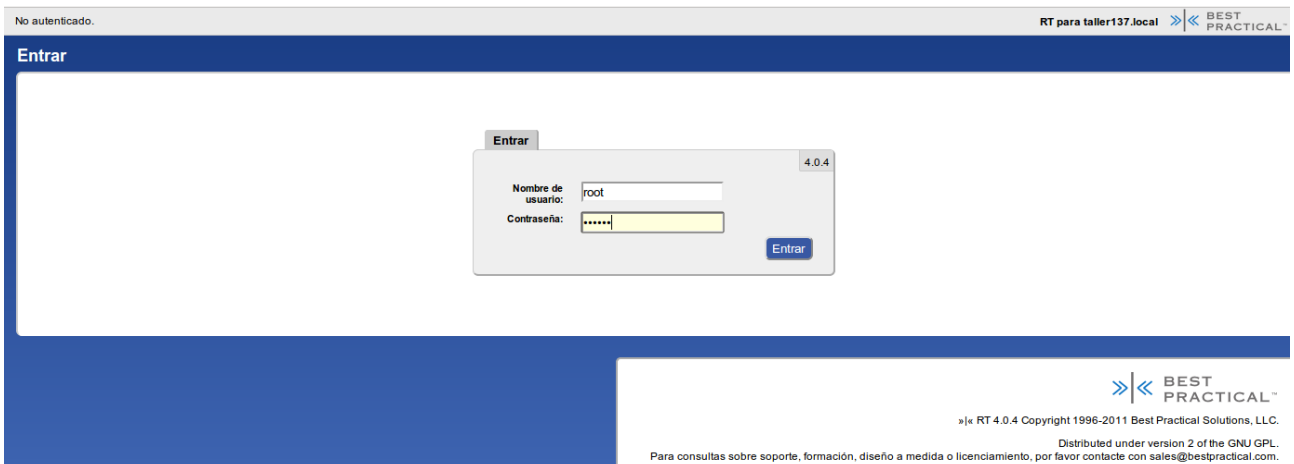 No autenticado.
RT para taller137.local »|« BEST PRACTICAL™
Entrar
Entrar
4.0.4
Nombre de usuario:
root
Contraseña:
••••••
Entrar
»|« BEST PRACTICAL™
»|« RT 4.0.4 Copyright 1996-2011 Best Practical Solutions, LLC.
Distributed under version 2 of the GNU GPL.
Para consultas sobre soporte, formación, diseño a medida o licenciamiento, por favor contacte con sales@bestpractical.com.